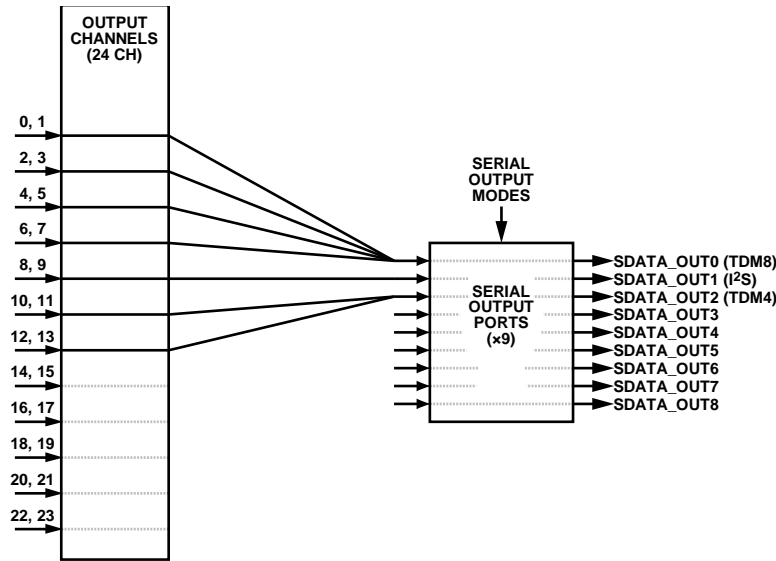 OUTPUT
CHANNELS
(24 CH)
0, 1
2, 3
4, 5
6, 7
8, 9
10, 11
12, 13
14, 15
16, 17
18, 19
20, 21
22, 23
SERIAL
OUTPUT
MODES
SERIAL
OUTPUT
PORTS
(×9)
SDATA_OUT0 (TDM8)
SDATA_OUT1 (I²S)
SDATA_OUT2 (TDM4)
SDATA_OUT3
SDATA_OUT4
SDATA_OUT5
SDATA_OUT6
SDATA_OUT7
SDATA_OUT8